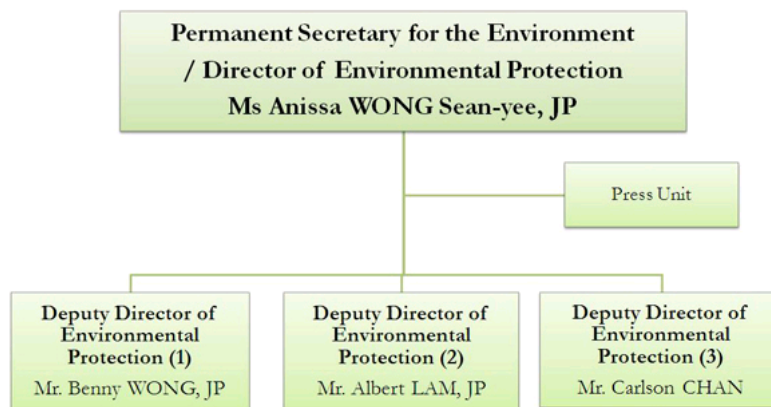 Permanent Secretary for the Environment
/ Director of Environmental Protection
Ms Anissa WONG Sean-yee, JP
Press Unit
Deputy Director of
Environmental
Protection (1)
Mr. Benny WONG, JP
Deputy Director of
Environmental
Protection (2)
Mr. Albert LAM, JP
Deputy Director of
Environmental
Protection (3)
Mr. Carlson CHAN